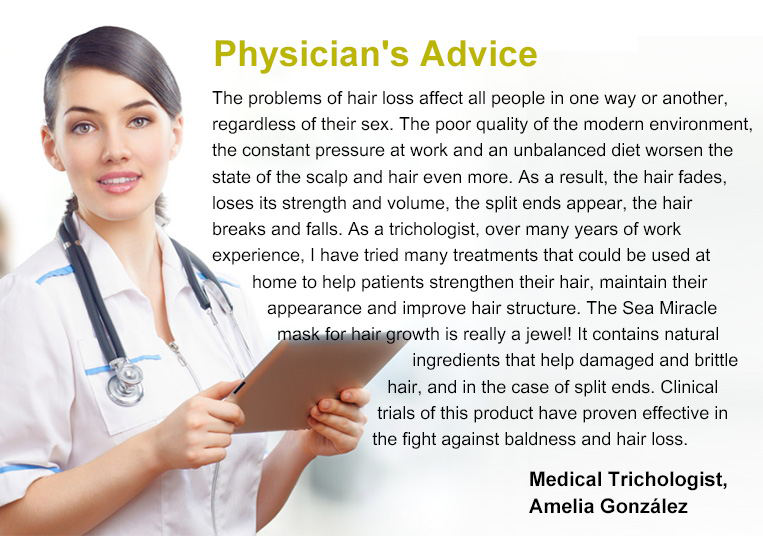 Physician's Advice
The problems of hair loss affect all people in one way or another,
regardless of their sex. The poor quality of the modern environment,
the constant pressure at work and an unbalanced diet worsen the
state of the scalp and hair even more. As a result, the hair fades,
loses its strength and volume, the split ends appear, the hair
breaks and falls. As a trichologist, over many years of work
experience, I have tried many treatments that could be used at
home to help patients strengthen their hair, maintain their
appearance and improve hair structure. The Sea Miracle
mask for hair growth is really a jewel! It contains natural
ingredients that help damaged and brittle
hair, and in the case of split ends. Clinical
trials of this product have proven effective in
the fight against baldness and hair loss.
Medical Trichologist,
Amelia González